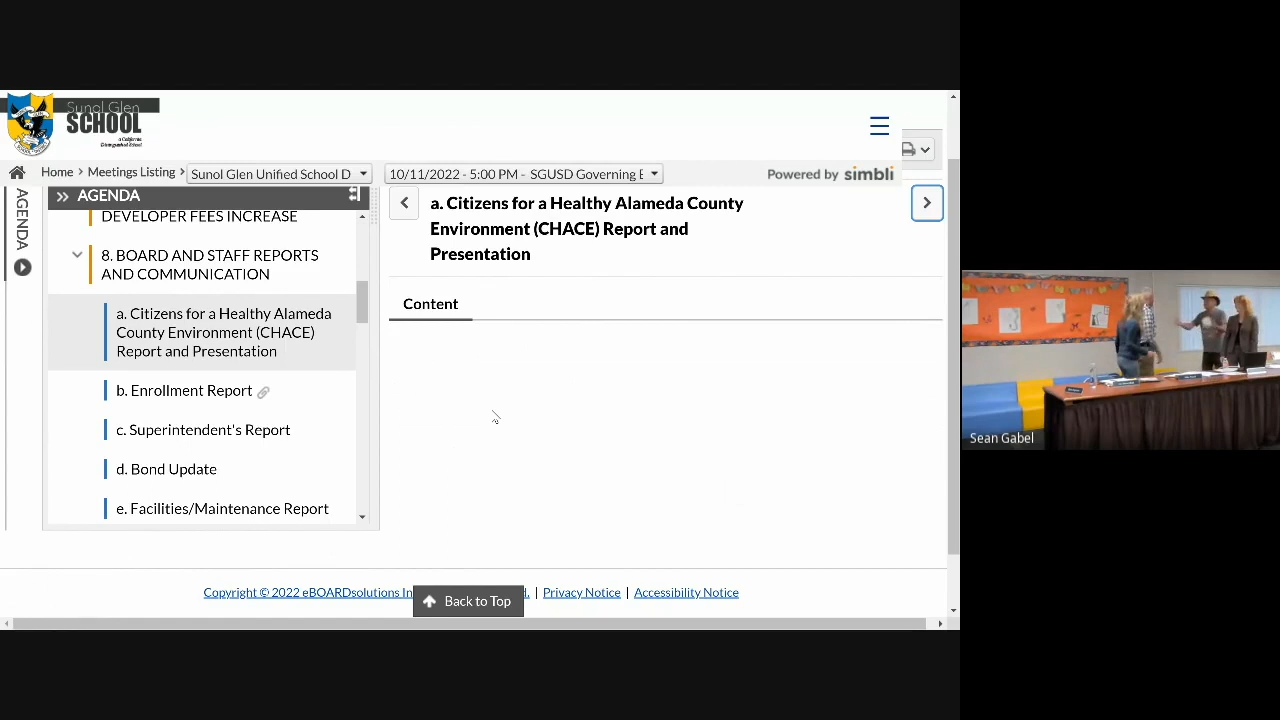 Sunol Glen
SCHOOL
a California
Distinguished School
Home > Meetings Listing > Sunol Glen Unified School D
10/11/2022 - 5:00 PM - SGUSD Governing B
Powered by simbli
AGENDA
AGENDA
DEVELOPER FEES INCREASE
8. BOARD AND STAFF REPORTS
AND COMMUNICATION
a. Citizens for a Healthy Alameda
County Environment (CHACE)
Report and Presentation
b. Enrollment Report
c. Superintendent's Report
d. Bond Update
e. Facilities/Maintenance Report
a. Citizens for a Healthy Alameda County
Environment (CHACE) Report and
Presentation
Content
Copyright © 2022 eBOARDsolutions In d. | Privacy Notice | Accessibility Notice
Back to Top
Sean Gabel